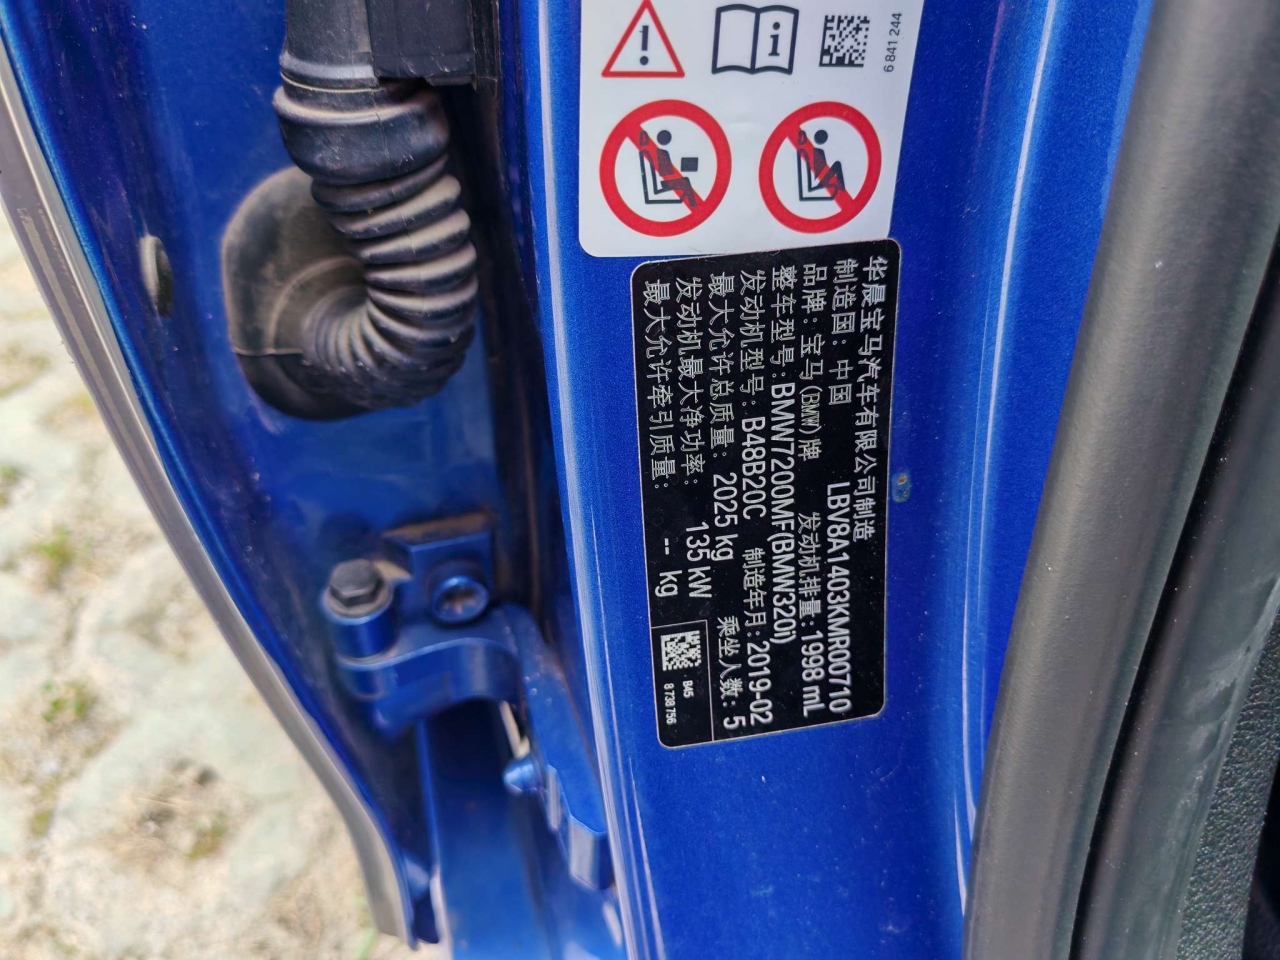 6 841 244
华晨宝马汽车有限公司制造
制造国：中国 LBV8A1403KMR00710
品牌：宝马(BMW)牌 发动机排量：1998 mL
整车型号：BMW7200MF(BMW320i)
发动机型号：B48B20C 制造年月：2019-02
最大允许总质量：2025 kg 乘坐人数：5
发动机最大净功率：135 kW
最大允许牵引质量：-- kg
B45
8 738 756